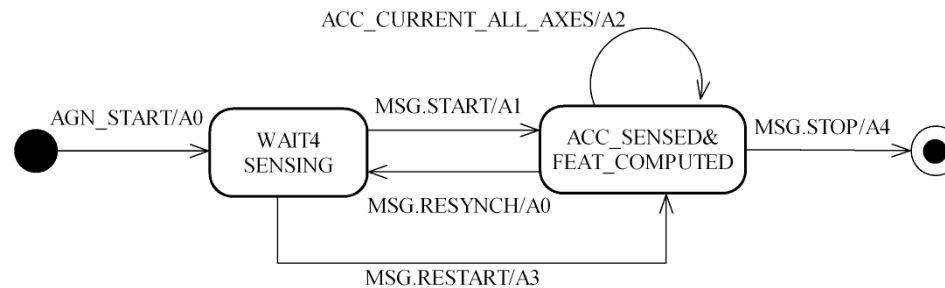 ACC_CURRENT_ALL_AXES/A2
AGN_START/A0
MSG.START/A1
MSG.STOP/A4
WAIT4
SENSING
ACC_SENSED&
FEAT_COMPUTED
MSG.RESYNCH/A0
MSG.RESTART/A3